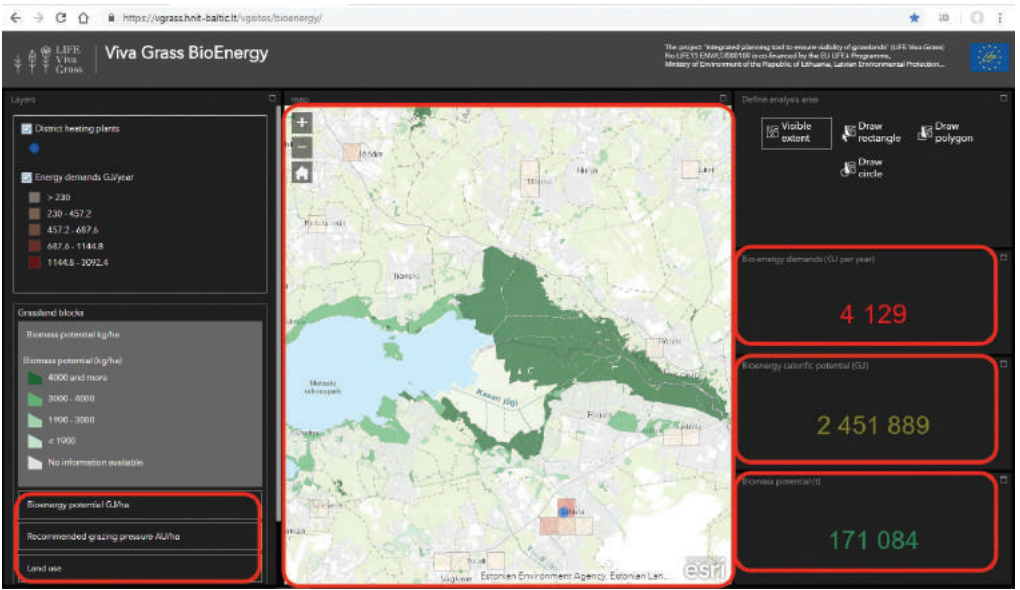 https://vgrass.hnit-baltic.lt/vgsites/bioenergy/
LIFE
Viva
Grass
Viva Grass BioEnergy
The project "Integrated planning tool to ensure viability of grasslands" (LIFE Viva Grass)
No LIFE13 ENV/LT/000189 is co-financed by the EU LIFE+ Programme,
Ministry of Environment of the Republic of Lithuania, Latvian Environmental Protection...
Layers
District heating plants
Energy demands GJ/year
> 230
230 - 457.2
457.2 - 687.6
687.6 - 1144.8
1144.8 - 3092.4
Grassland blocks
Biomass potential kg/ha
Biomass potential (kg/ha)
4000 and more
3000 - 4000
1900 - 3000
< 1900
No information available
Bioenergy potential GJ/ha
Recommended grazing pressure AU/ha
Land use
map
+
−
Matsalu
Kasari jõgi
Lihula
Estonian Environment Agency, Estonian Lan...
esri
Define analysis area
Visible
extent
Draw
rectangle
Draw
polygon
Draw
circle
Bio-energy demands (GJ per year)
4 129
Bioenergy calorific potential (GJ)
2 451 889
Biomass potential (t)
171 084